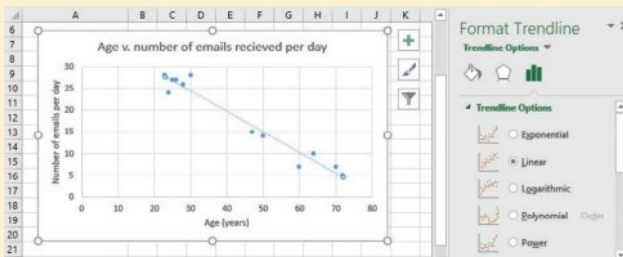 A B C D E F G H I J K
6
7
8
9
10
11
12
13
14
15
16
17
18
19
20
21
Age v. number of emails recieved per day
Number of emails per day
30
25
20
15
10
5
0
0 10 20 30 40 50 60 70 80
Age (years)
Format Trendline
Trendline Options
Trendline Options
Exponential
Linear
Logarithmic
Polynomial Order
Power